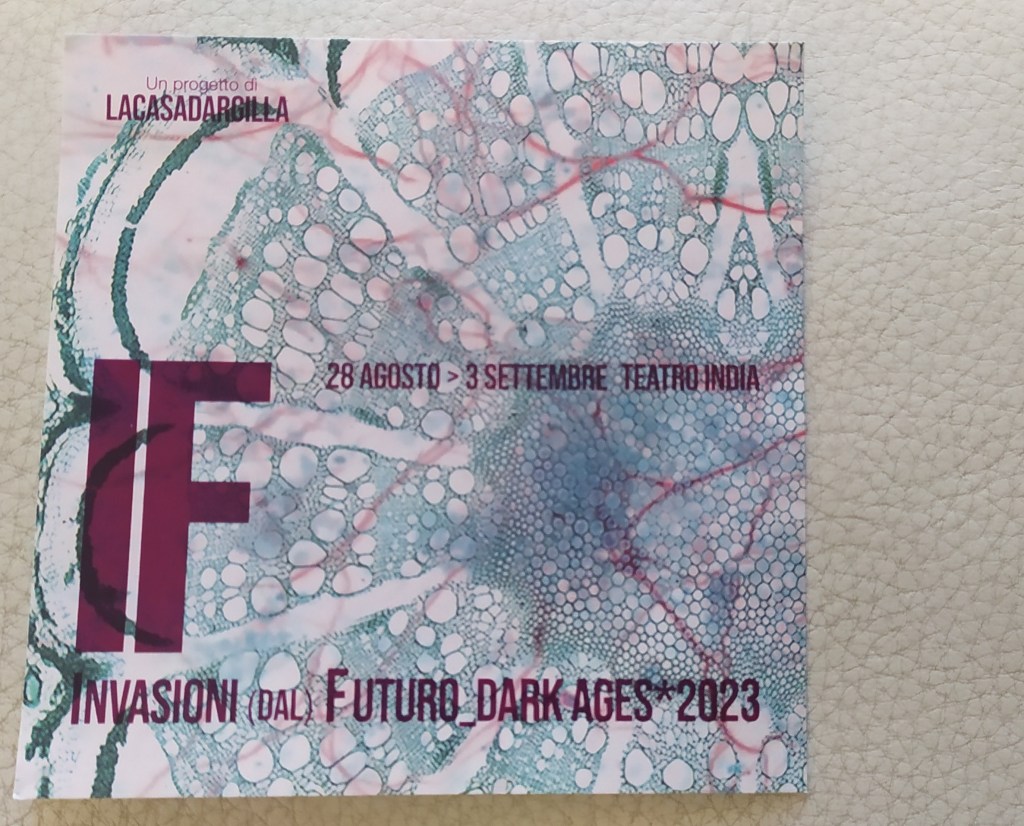 Un progetto di
LACASADARGILLA
28 AGOSTO > 3 SETTEMBRE TEATRO INDIA
IF
INVASIONI (DAL) FUTURO_DARK AGES*2023